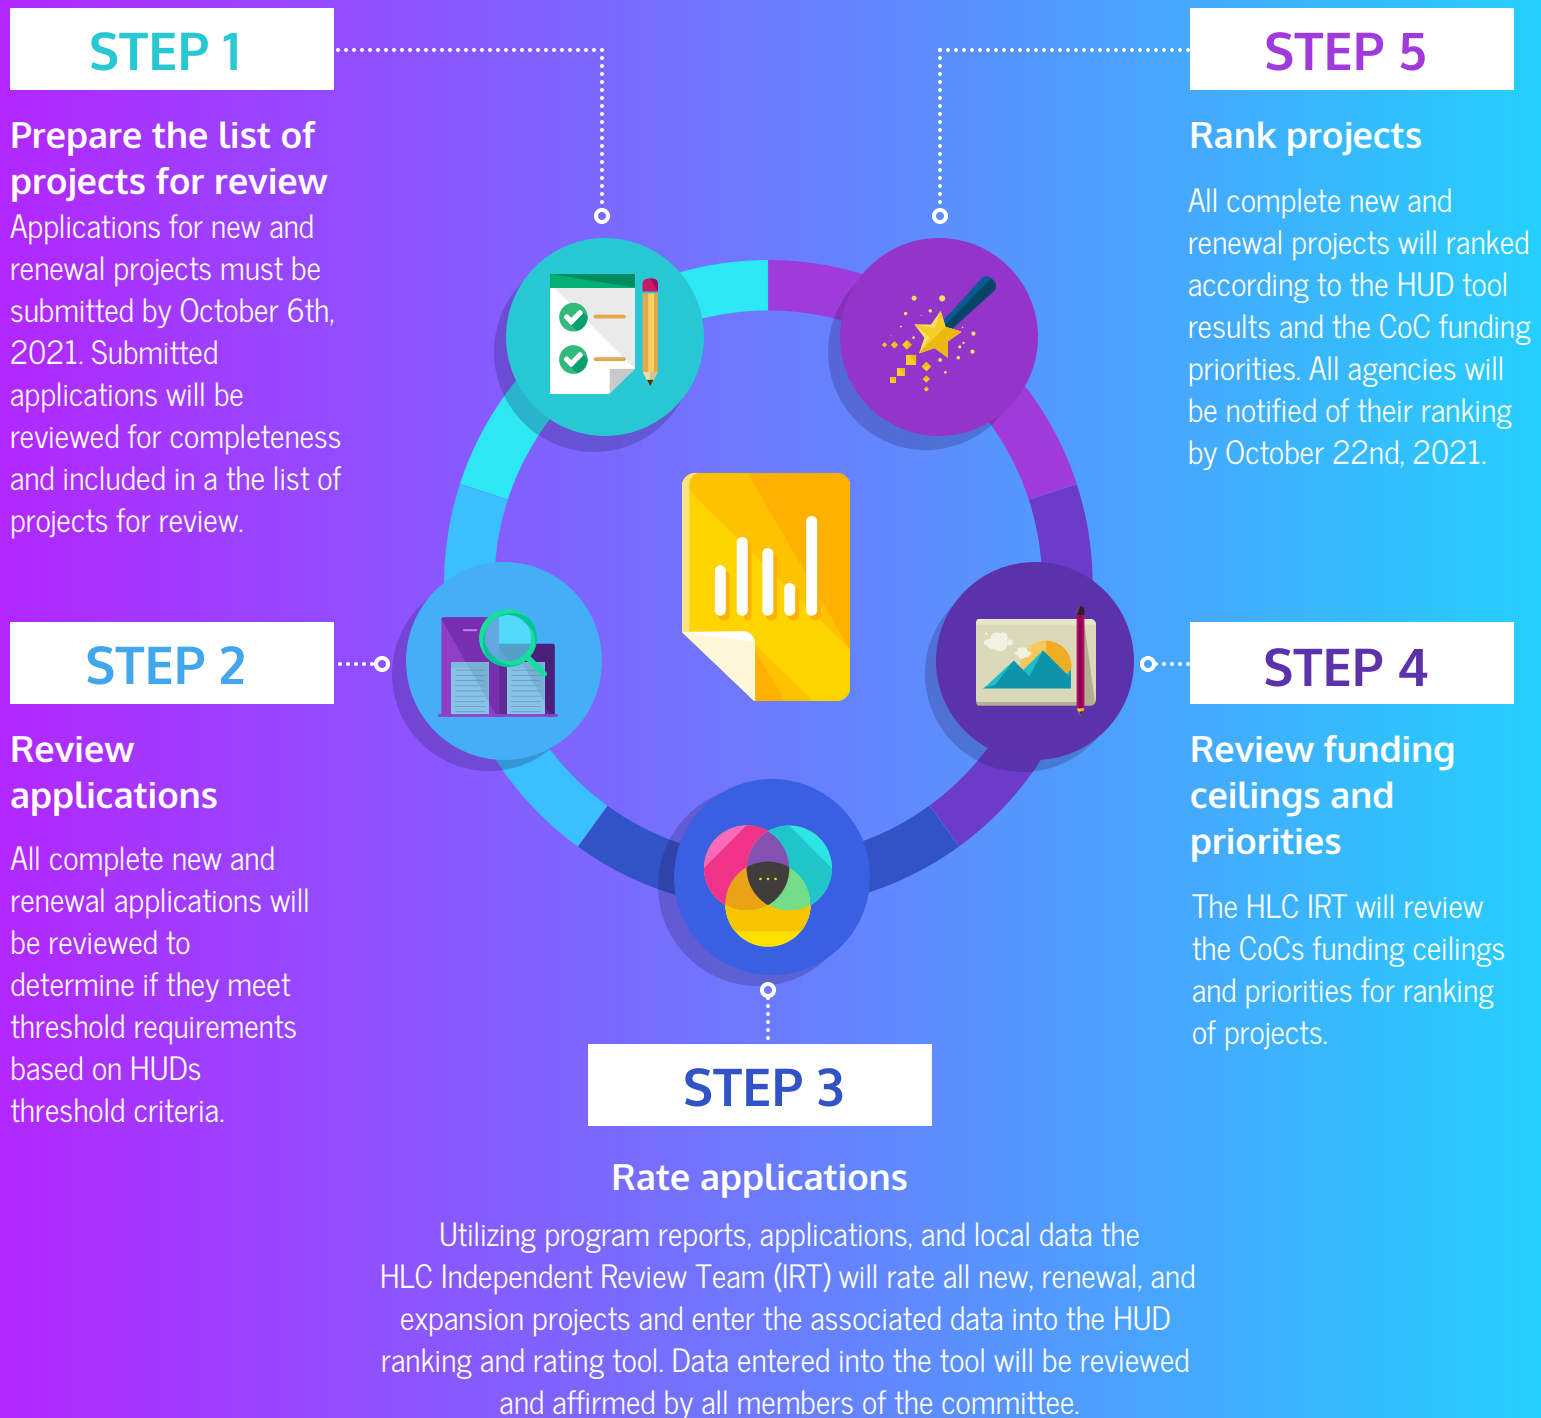 STEP 1
Prepare the list of
projects for review
Applications for new and
renewal projects must be
submitted by October 6th,
2021. Submitted
applications will be
reviewed for completeness
and included in a the list of
projects for review.
STEP 2
Review
applications
All complete new and
renewal applications will
be reviewed to
determine if they meet
threshold requirements
based on HUDs
threshold criteria.
STEP 3
Rate applications
Utilizing program reports, applications, and local data the
HLC Independent Review Team (IRT) will rate all new, renewal, and
expansion projects and enter the associated data into the HUD
ranking and rating tool. Data entered into the tool will be reviewed
and affirmed by all members of the committee.
STEP 4
Review funding
ceilings and
priorities
The HLC IRT will review
the CoCs funding ceilings
and priorities for ranking
of projects.
STEP 5
Rank projects
All complete new and
renewal projects will ranked
according to the HUD tool
results and the CoC funding
priorities. All agencies will
be notified of their ranking
by October 22nd, 2021.